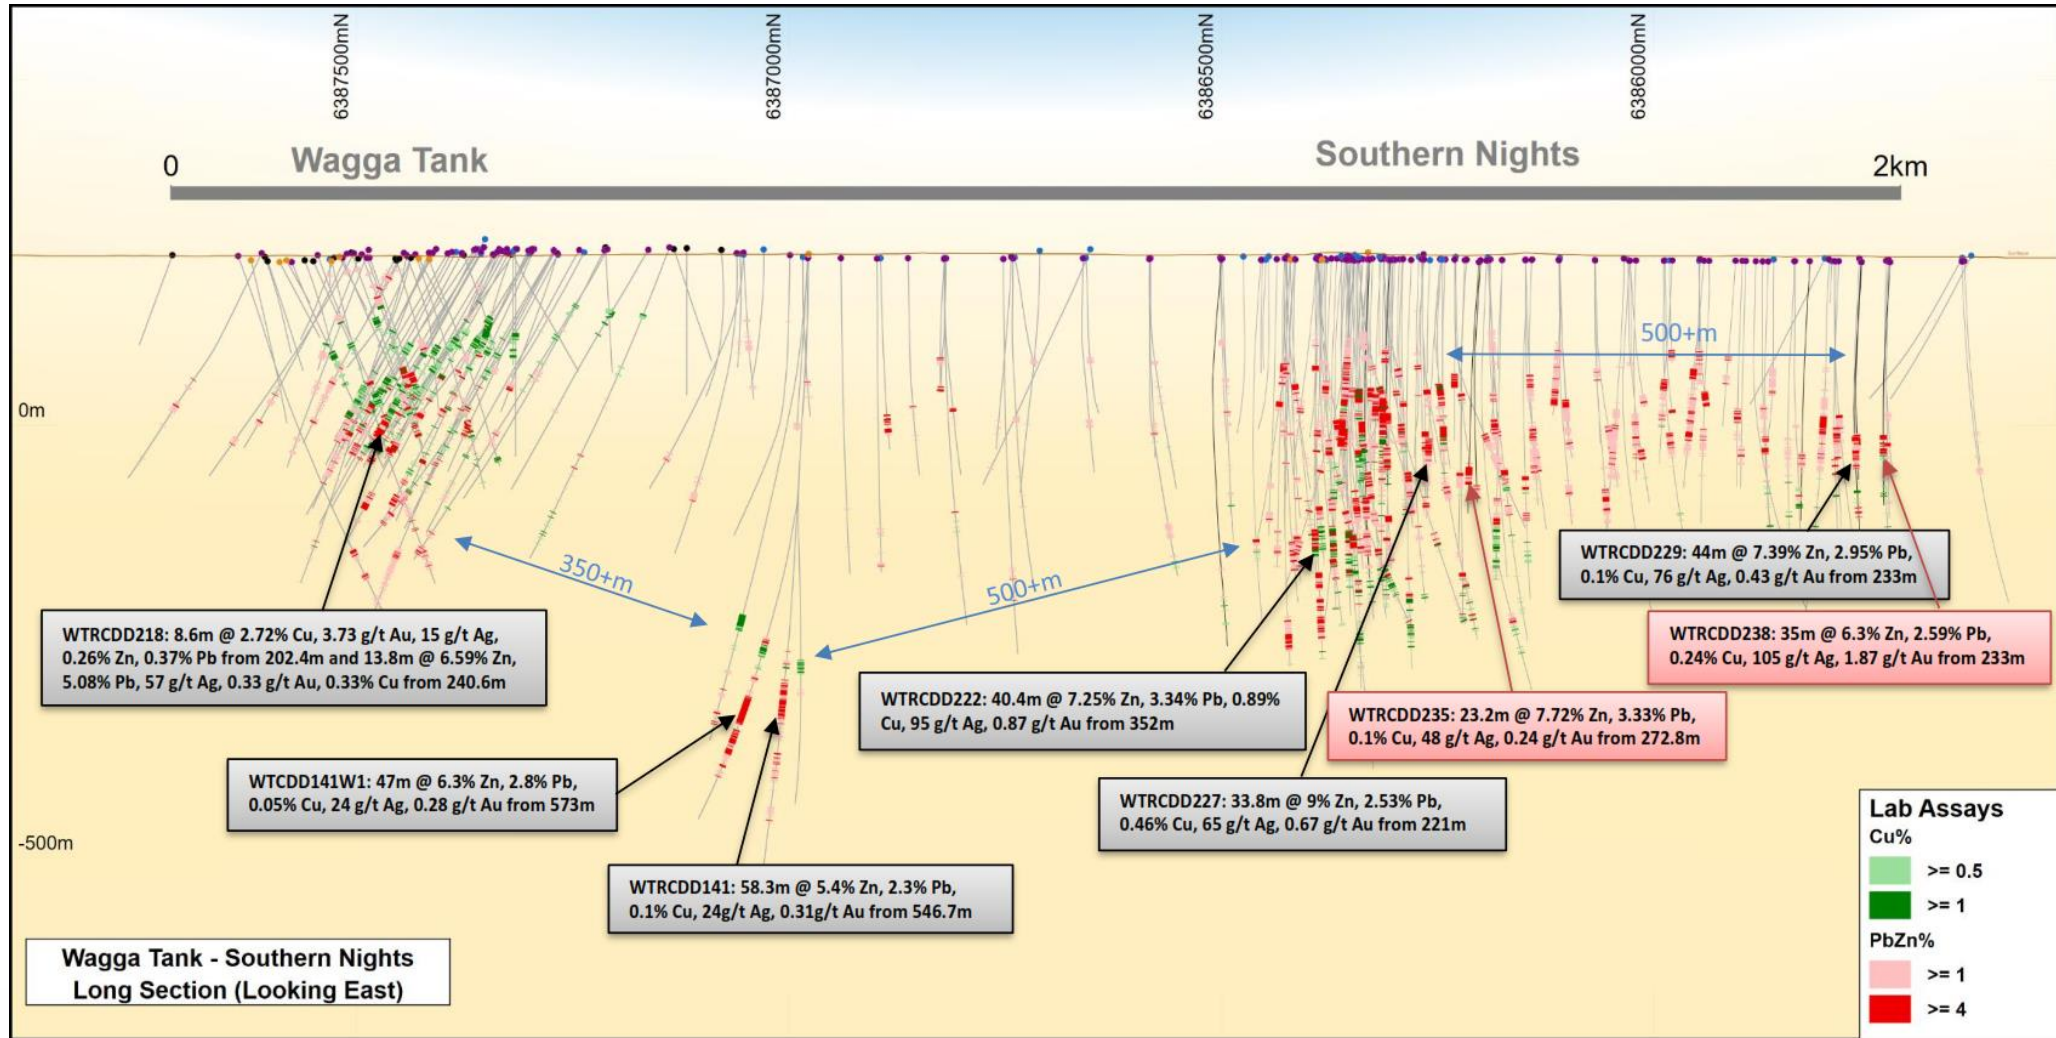 6387500mN
6387000mN
6386500mN
6386000mN
Wagga Tank
Southern Nights
0
2km
500+m
0m
350+m
500+m
WTRCDD229: 44m @ 7.39% Zn, 2.95% Pb,
0.1% Cu, 76 g/t Ag, 0.43 g/t Au from 233m
WTRCDD218: 8.6m @ 2.72% Cu, 3.73 g/t Au, 15 g/t Ag,
0.26% Zn, 0.37% Pb from 202.4m and 13.8m @ 6.59% Zn,
5.08% Pb, 57 g/t Ag, 0.33 g/t Au, 0.33% Cu from 240.6m
WTRCDD238: 35m @ 6.3% Zn, 2.59% Pb,
0.24% Cu, 105 g/t Ag, 1.87 g/t Au from 233m
WTRCDD222: 40.4m @ 7.25% Zn, 3.34% Pb, 0.89%
Cu, 95 g/t Ag, 0.87 g/t Au from 352m
WTRCDD235: 23.2m @ 7.72% Zn, 3.33% Pb,
0.1% Cu, 48 g/t Ag, 0.24 g/t Au from 272.8m
WTCDD141W1: 47m @ 6.3% Zn, 2.8% Pb,
0.05% Cu, 24 g/t Ag, 0.28 g/t Au from 573m
WTRCDD227: 33.8m @ 9% Zn, 2.53% Pb,
0.46% Cu, 65 g/t Ag, 0.67 g/t Au from 221m
-500m
WTRCDD141: 58.3m @ 5.4% Zn, 2.3% Pb,
0.1% Cu, 24g/t Ag, 0.31g/t Au from 546.7m
Lab Assays
Cu%
>= 0.5
>= 1
PbZn%
>= 1
>= 4
Wagga Tank - Southern Nights
Long Section (Looking East)